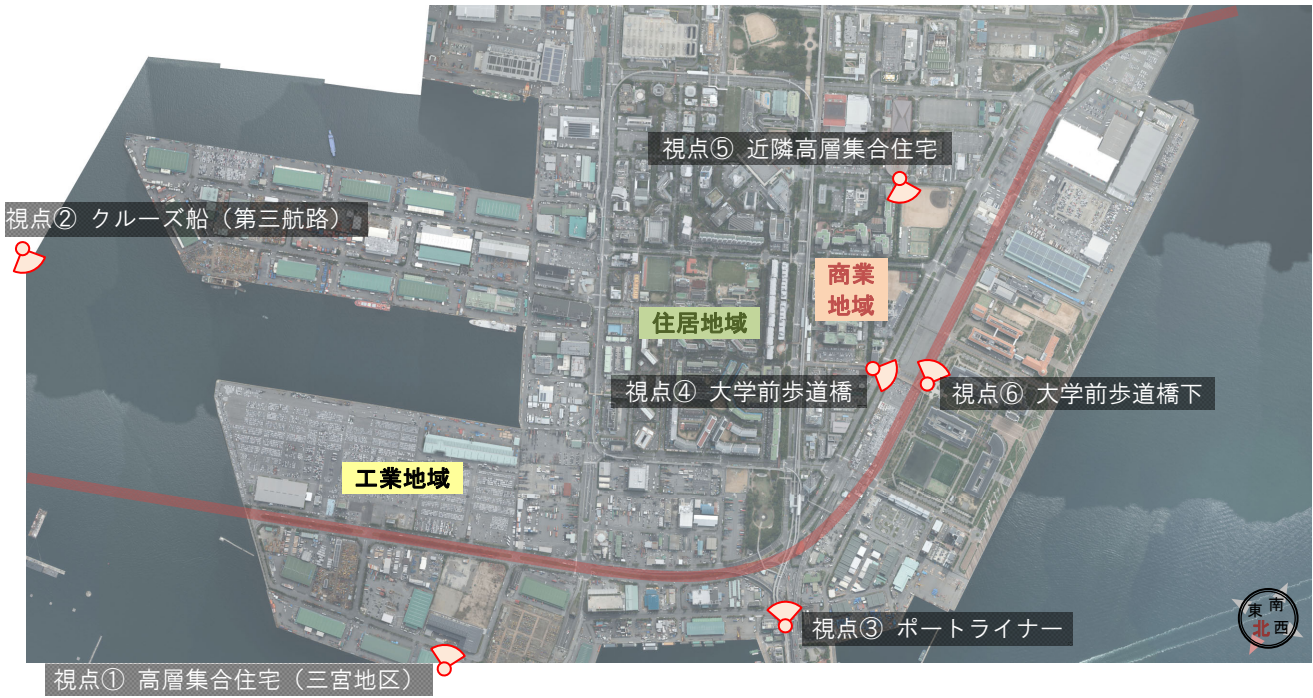 視点⑤ 近隣高層集合住宅
視点② クルーズ船（第三航路）
商業
地域
住居地域
視点④ 大学前歩道橋
視点⑥ 大学前歩道橋下
工業地域
視点③ ポートライナー
東 南
北 西
視点① 高層集合住宅（三宮地区）